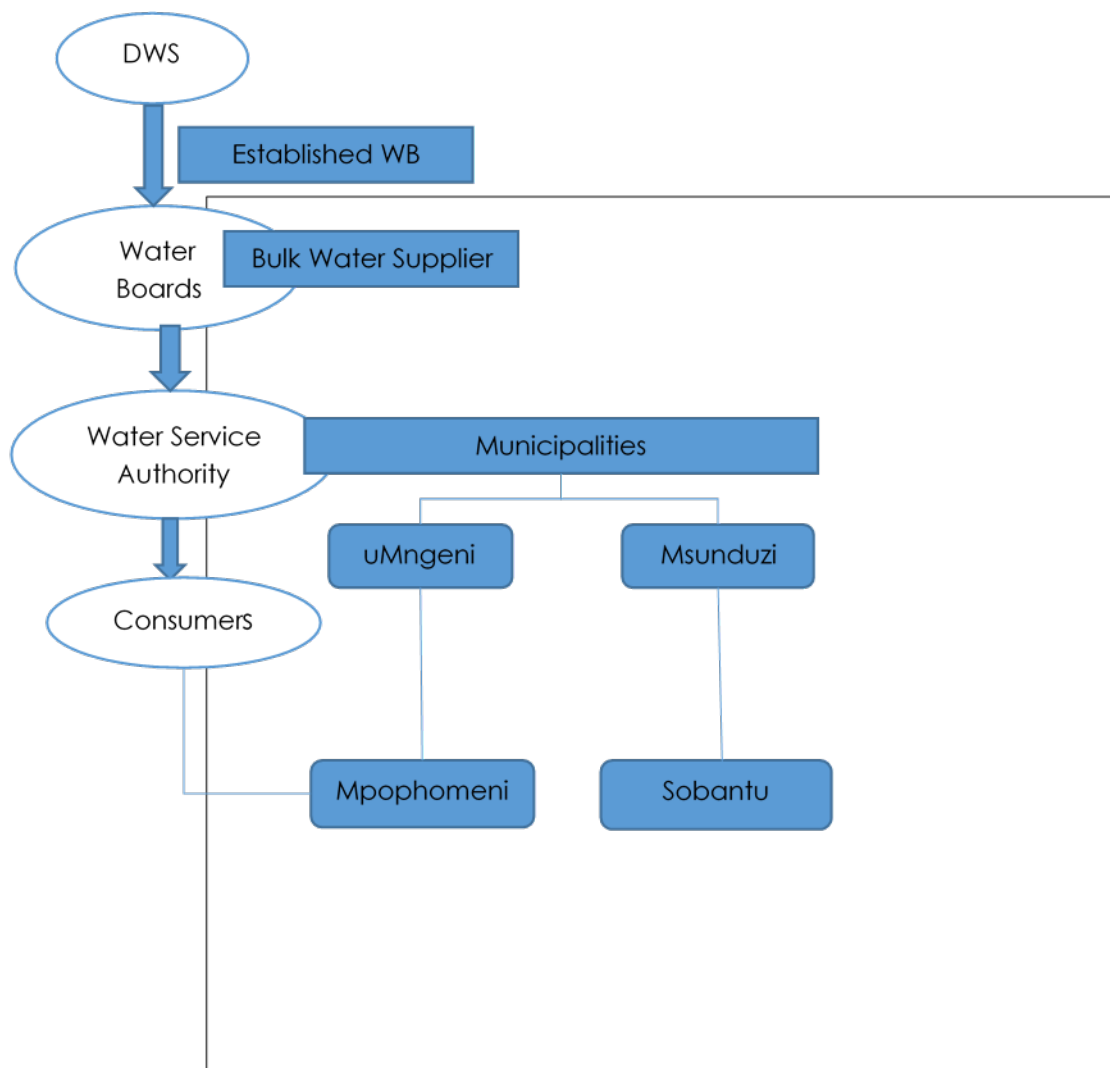 DWS
Established WB
Water
Boards
Bulk Water Supplier
Water Service
Authority
Municipalities
uMngeni
Msunduzi
Consumers
Mpophomeni
Sobantu